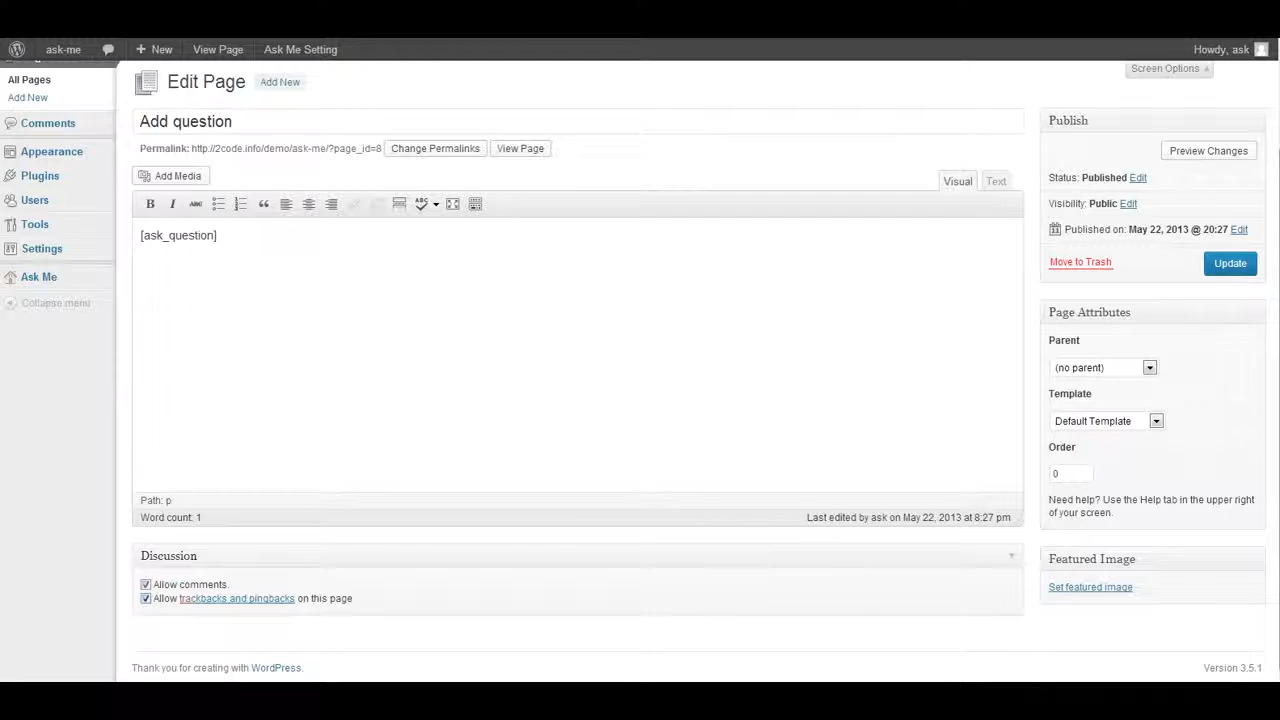 ask-me + New View Page Ask Me Setting Howdy, ask
All Pages
Add New
Comments
Appearance
Plugins
Users
Tools
Settings
Ask Me
Collapse menu
Screen Options
Edit Page Add New
Add question
Permalink: http://2code.info/demo/ask-me/?page_id=8 Change Permalinks View Page
Add Media
Visual Text
B I ABC ABC
[ask_question]
Path: p
Word count: 1 Last edited by ask on May 22, 2013 at 8:27 pm
Discussion
Allow comments.
Allow trackbacks and pingbacks on this page
Publish
Preview Changes
Status: Published Edit
Visibility: Public Edit
Published on: May 22, 2013 @ 20:27 Edit
Move to Trash Update
Page Attributes
Parent
(no parent)
Template
Default Template
Order
0
Need help? Use the Help tab in the upper right
of your screen.
Featured Image
Set featured image
Thank you for creating with WordPress. Version 3.5.1